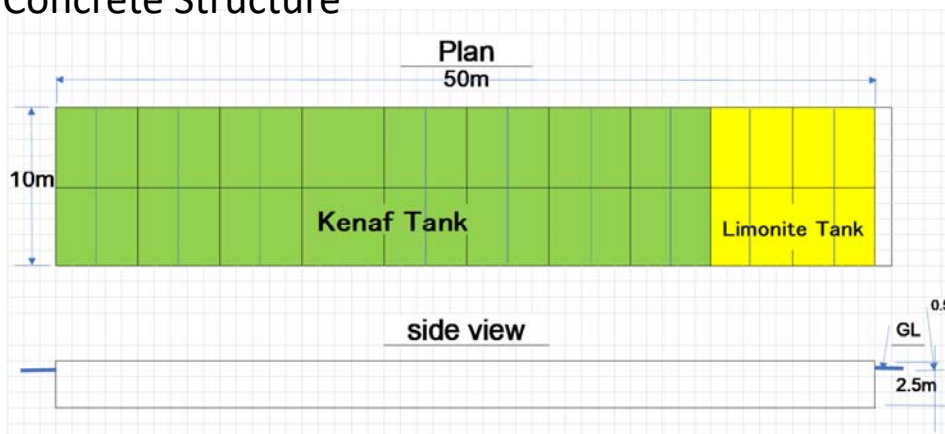 Concrete Structure
Plan
50m
10m
Kenaf Tank
Limonite Tank
side view
GL
2.5m